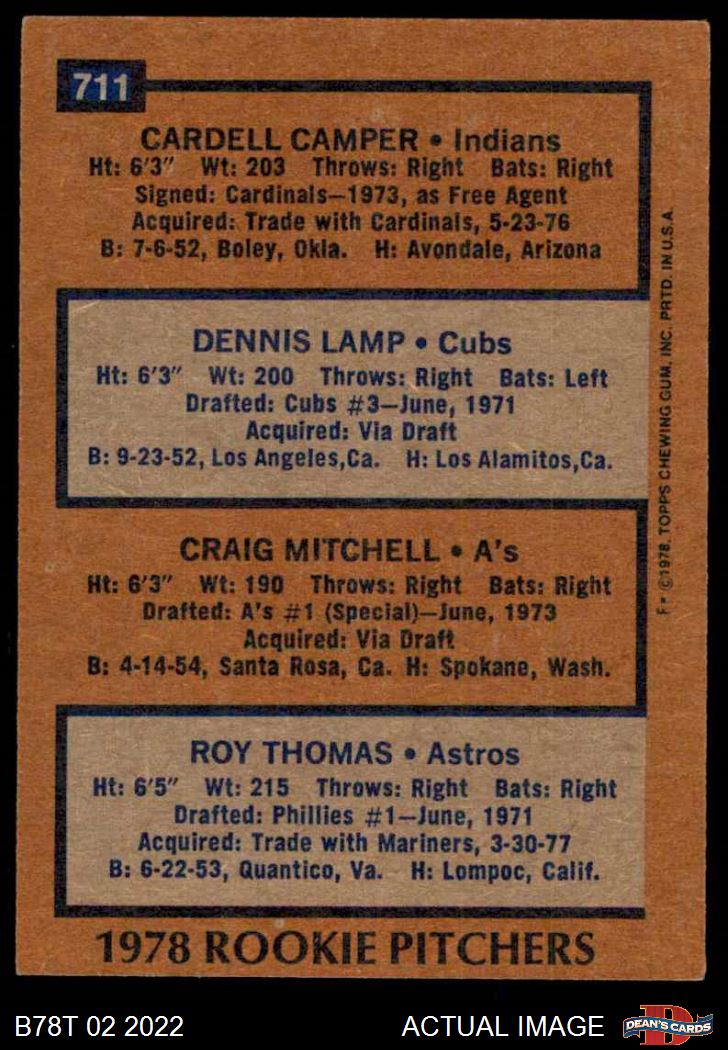 711
CARDELL CAMPER • Indians
Ht: 6'3" Wt: 203 Throws: Right Bats: Right
Signed: Cardinals—1973, as Free Agent
Acquired: Trade with Cardinals, 5-23-76
B: 7-6-52, Boley, Okla. H: Avondale, Arizona
DENNIS LAMP • Cubs
Ht: 6'3" Wt: 200 Throws: Right Bats: Left
Drafted: Cubs #3—June, 1971
Acquired: Via Draft
B: 9-23-52, Los Angeles,Ca. H: Los Alamitos,Ca.
CRAIG MITCHELL • A's
Ht: 6'3" Wt: 190 Throws: Right Bats: Right
Drafted: A's #1 (Special)—June, 1973
Acquired: Via Draft
B: 4-14-54, Santa Rosa, Ca. H: Spokane, Wash.
ROY THOMAS • Astros
Ht: 6'5" Wt: 215 Throws: Right Bats: Right
Drafted: Phillies #1—June, 1971
Acquired: Trade with Mariners, 3-30-77
B: 6-22-53, Quantico, Va. H: Lompoc, Calif.
1978 ROOKIE PITCHERS
F* ©1978. TOPPS CHEWING GUM, INC. PRTD. IN U.S.A.
B78T 02 2022
ACTUAL IMAGE
D
DEAN'S CARDS